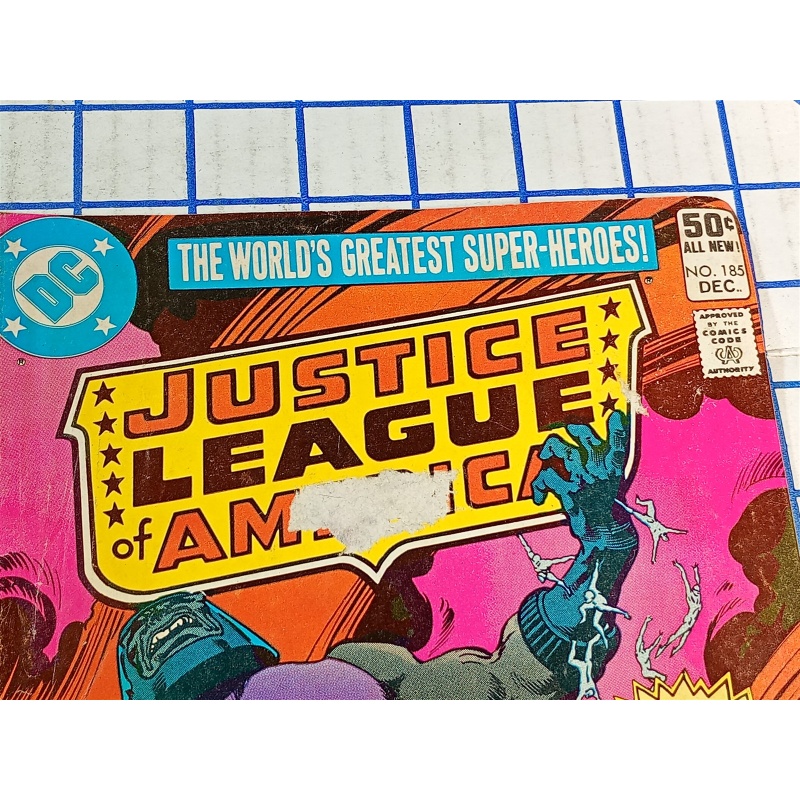 DC
THE WORLD'S GREATEST SUPER-HEROES!
50¢
ALL NEW!
NO. 185
DEC..
APPROVED
BY THE
COMICS
CODE
AUTHORITY
JUSTICE
LEAGUE
of AM ICA